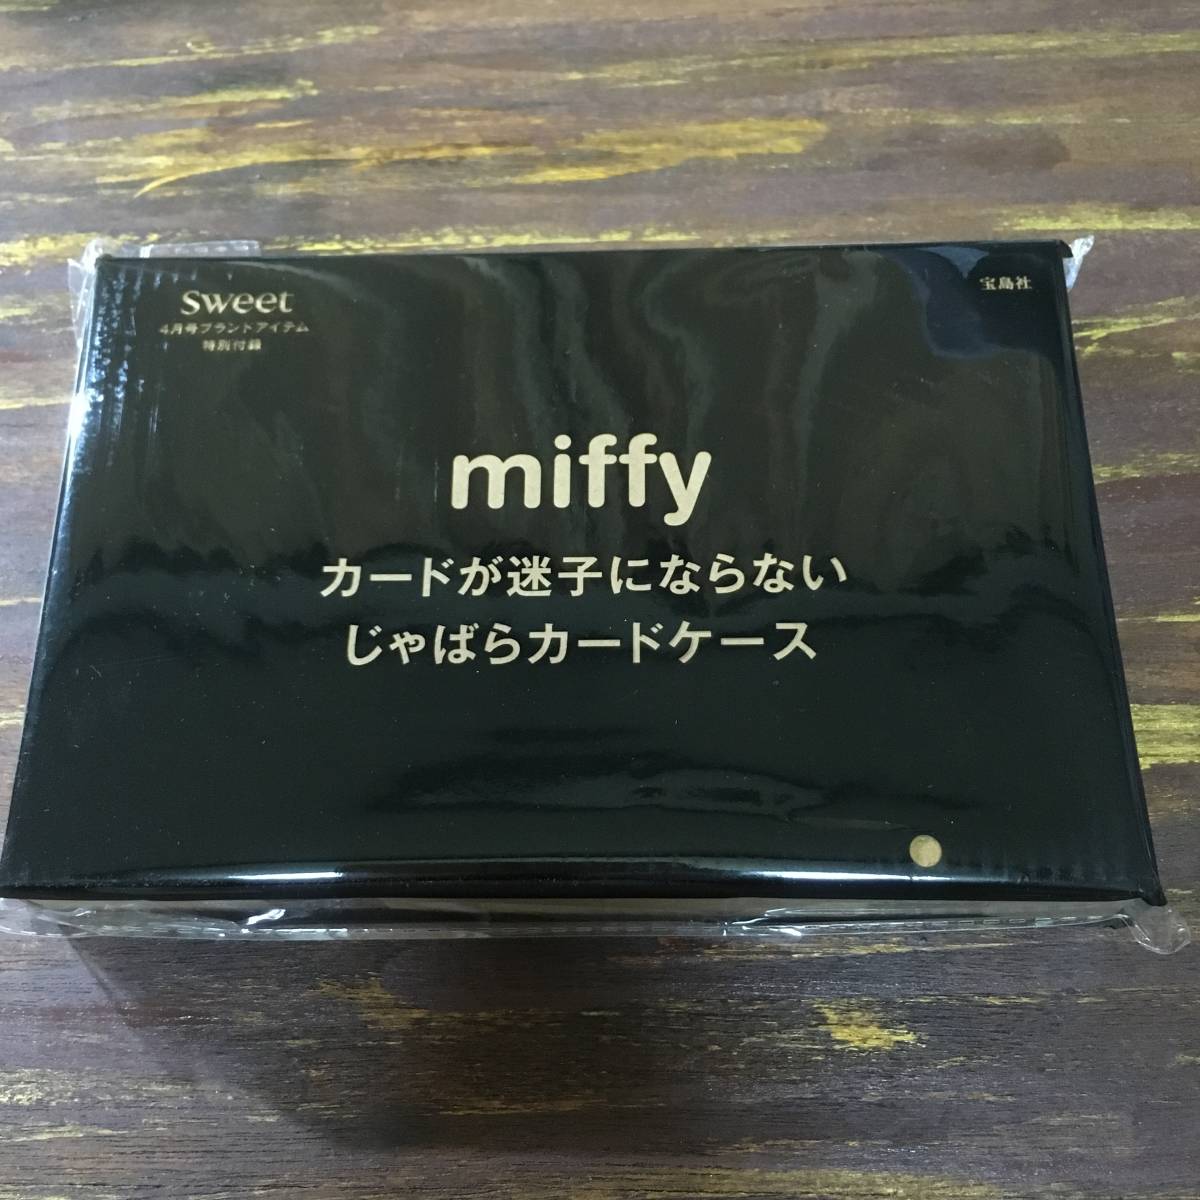 sweet
4月号ブランドアイテム
特別付録
宝島社
miffy
カードが迷子にならない
じゃばらカードケース